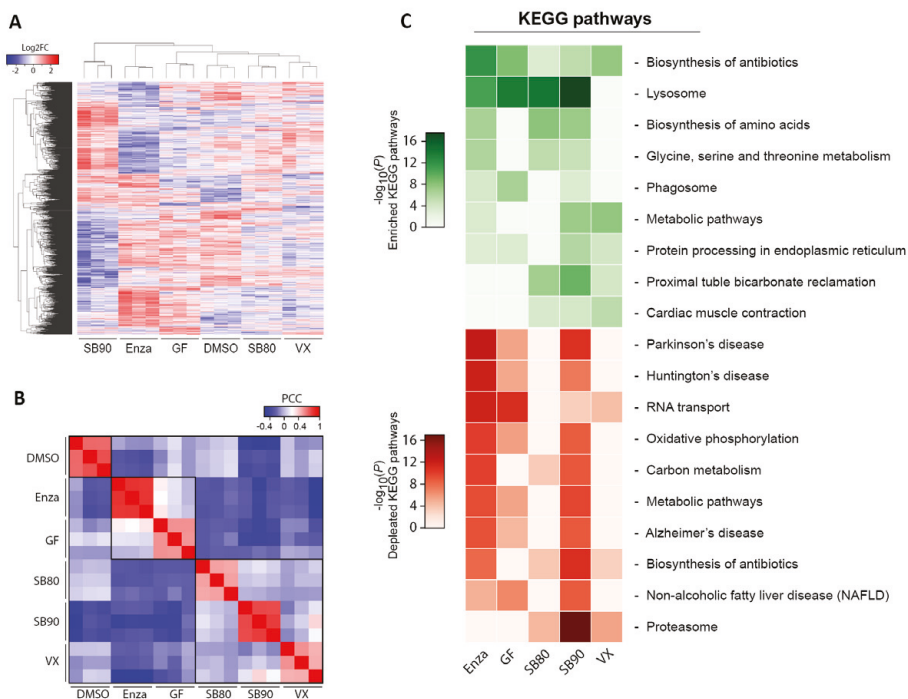 A
Log2FC
-2 0 2
SB90 Enza GF DMSO SB80 VX
B
PCC
-0.4 0.4 1
DMSO
Enza
GF
SB80
SB90
VX
DMSO Enza GF SB80 SB90 VX
C
KEGG pathways
-log10(P)
Enriched KEGG pathways
16
12
8
4
0
- Biosynthesis of antibiotics
- Lysosome
- Biosynthesis of amino acids
- Glycine, serine and threonine metabolism
- Phagosome
- Metabolic pathways
- Protein processing in endoplasmic reticulum
- Proximal tuble bicarbonate reclamation
- Cardiac muscle contraction
-log10(P)
Depleated KEGG pathways
16
12
8
4
0
- Parkinson's disease
- Huntington's disease
- RNA transport
- Oxidative phosphorylation
- Carbon metabolism
- Metabolic pathways
- Alzheimer's disease
- Biosynthesis of antibiotics
- Non-alcoholic fatty liver disease (NAFLD)
- Proteasome
Enza GF SB80 SB90 VX